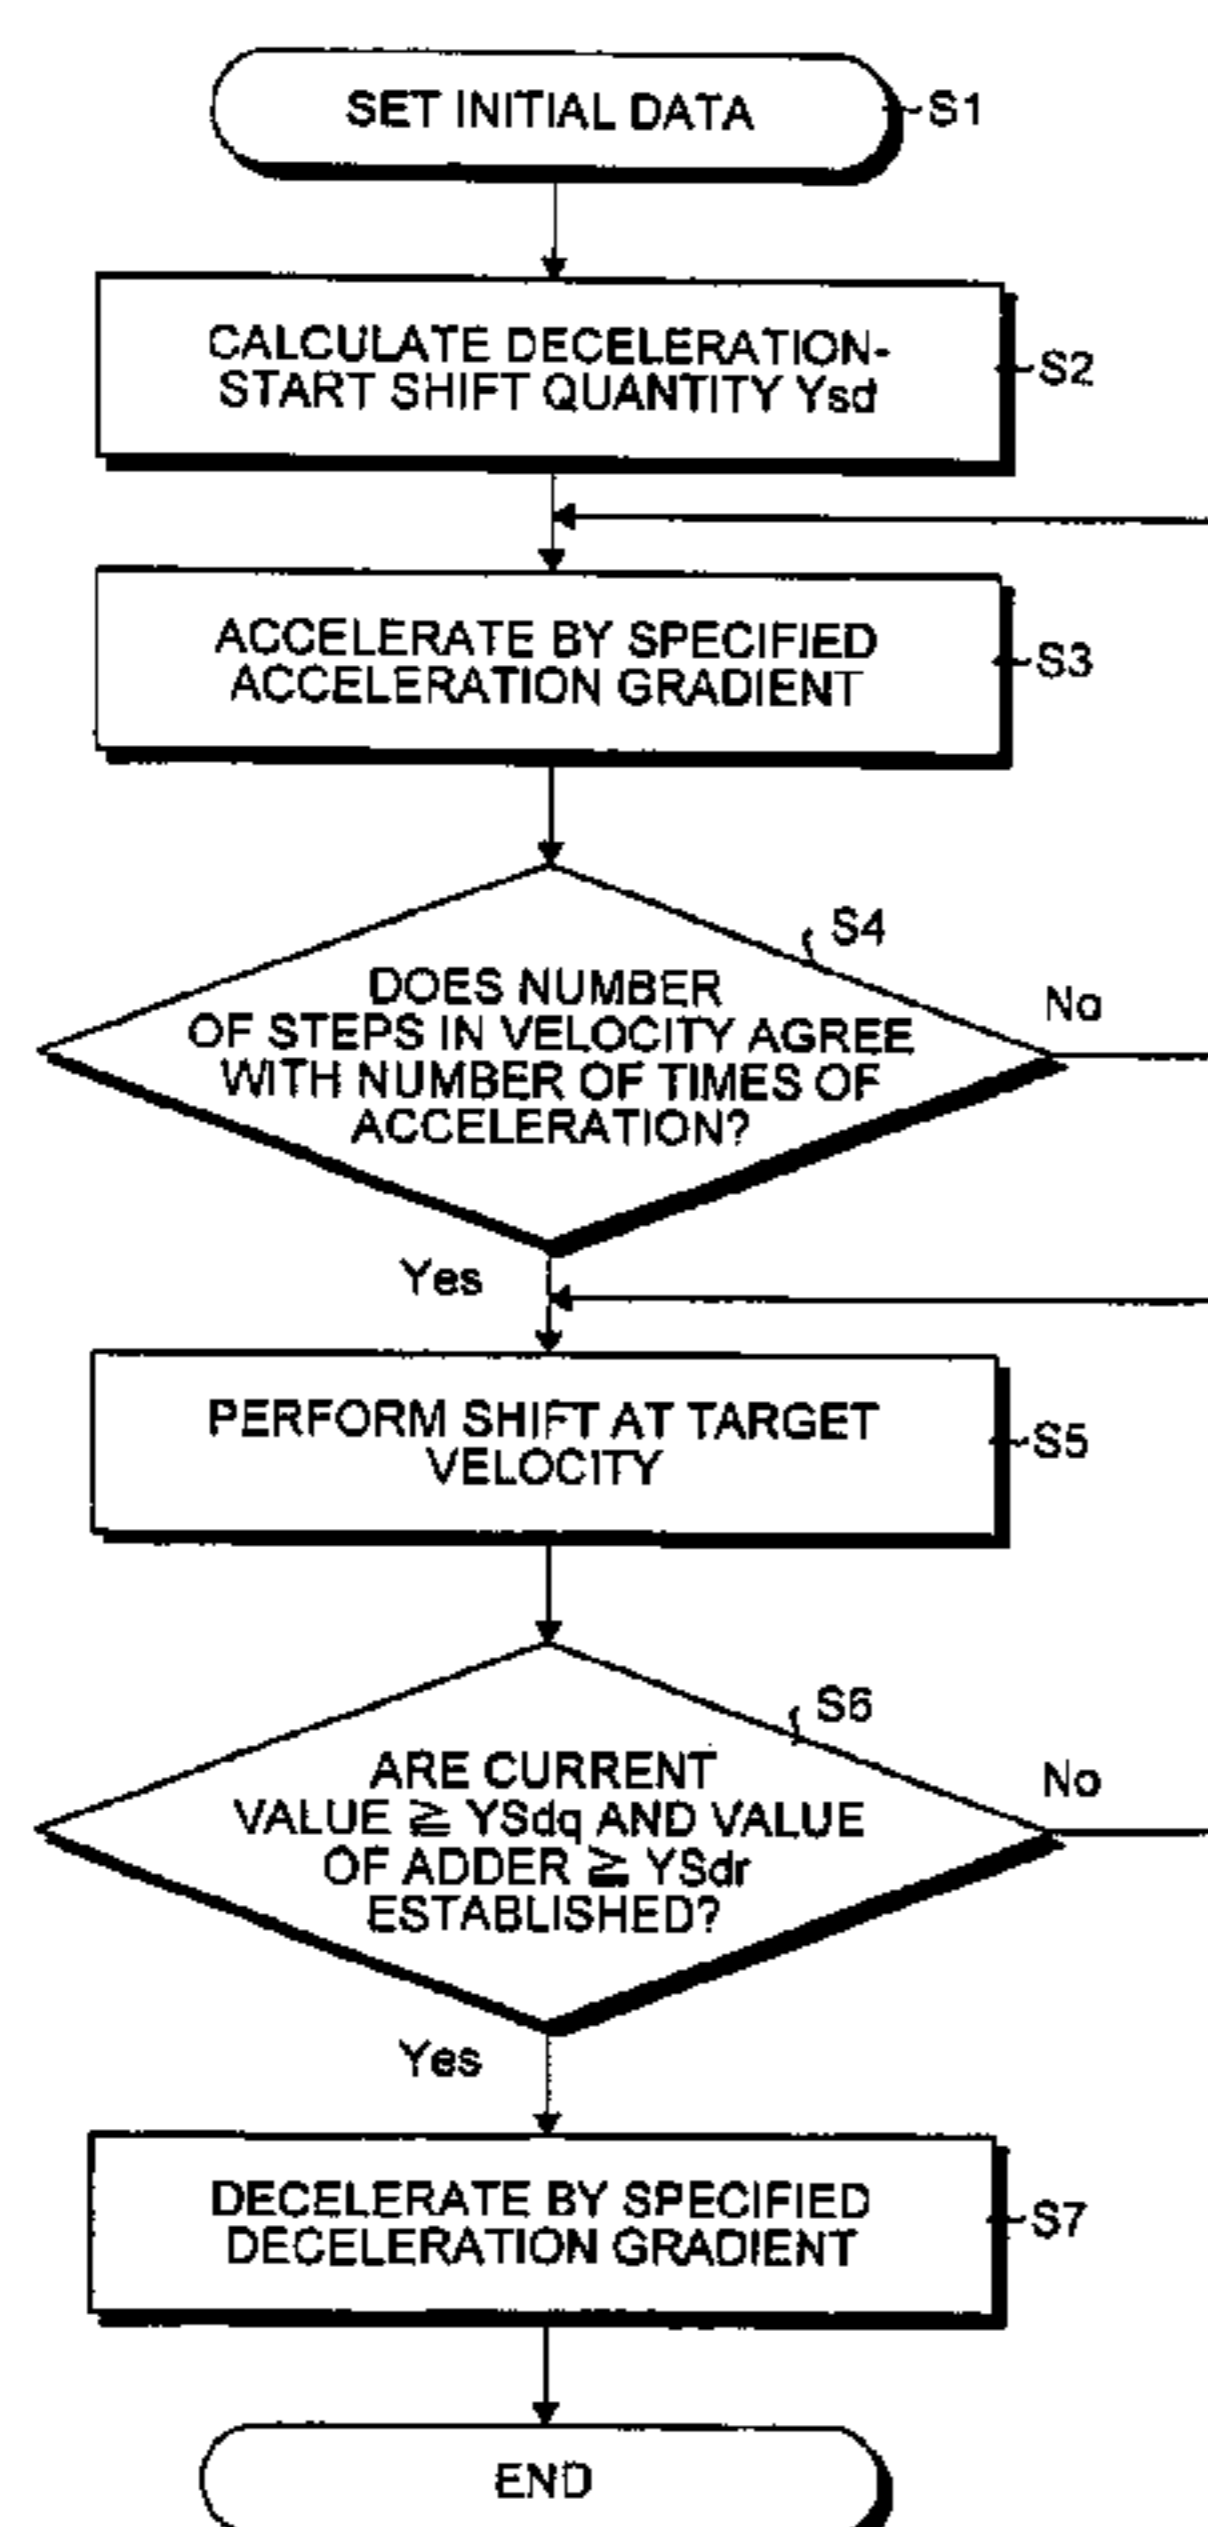 SET INITIAL DATA
S1
CALCULATE DECELERATION-
START SHIFT QUANTITY Ysd
S2
ACCELERATE BY SPECIFIED
ACCELERATION GRADIENT
S3
S4
DOES NUMBER
OF STEPS IN VELOCITY AGREE
WITH NUMBER OF TIMES OF
ACCELERATION?
No
Yes
PERFORM SHIFT AT TARGET
VELOCITY
S5
S6
ARE CURRENT
VALUE ≧ YSdq AND VALUE
OF ADDER ≧ YSdr
ESTABLISHED?
No
Yes
DECELERATE BY SPECIFIED
DECELERATION GRADIENT
S7
END